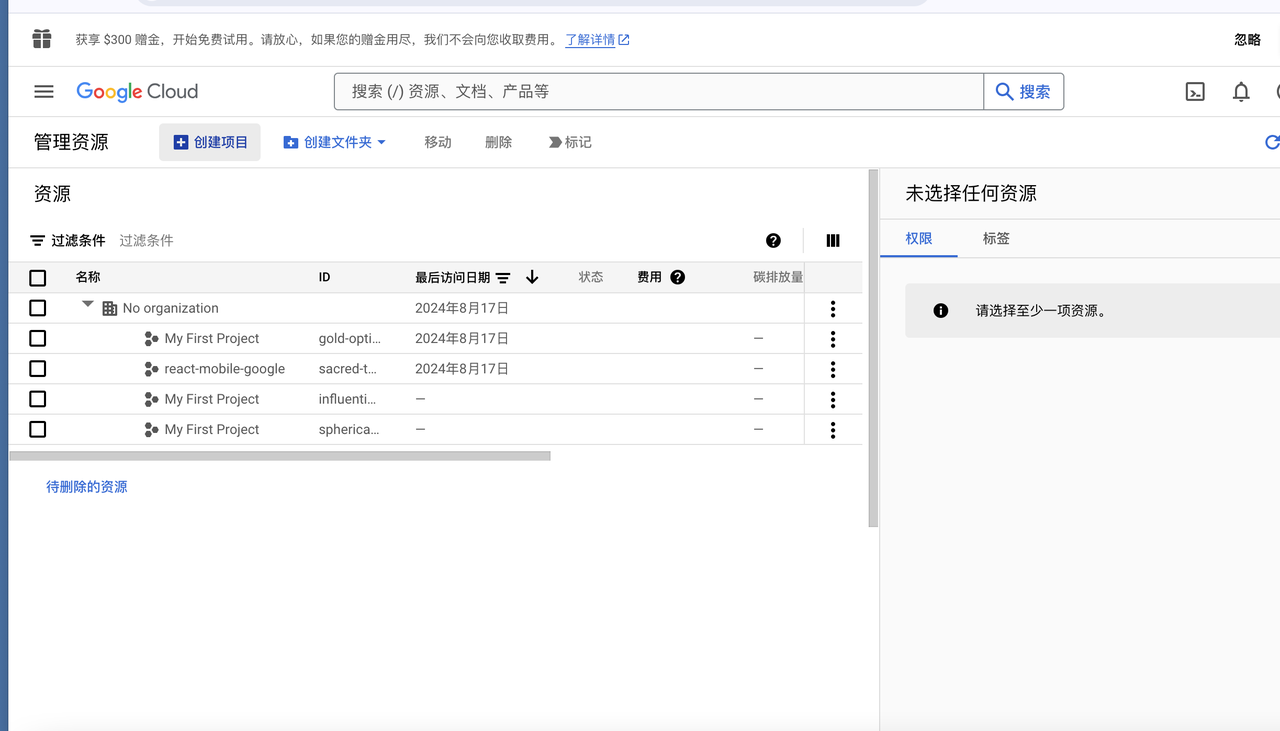 获享 $300 赠金，开始免费试用。请放心，如果您的赠金用尽，我们不会向您收取费用。 了解详情 忽略
Google Cloud 搜索 (/) 资源、文档、产品等 搜索
管理资源 创建项目 创建文件夹 移动 删除 标记
资源
过滤条件 过滤条件
名称 ID 最后访问日期 状态 费用 碳排放量
No organization 2024年8月17日
My First Project gold-opti... 2024年8月17日 –
react-mobile-google sacred-t... 2024年8月17日 –
My First Project influenti... – –
My First Project spherica... – –
待删除的资源
未选择任何资源
权限 标签
请选择至少一项资源。